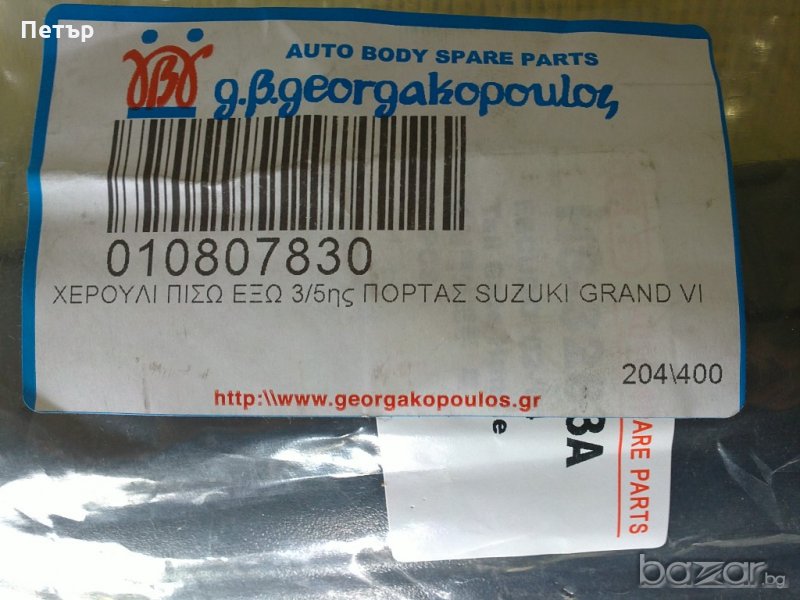 Петър
AUTO BODY SPARE PARTS
g.B.georgakopoulos
010807830
ΧΕΡΟΥΛΙ ΠΙΣΩ ΕΞΩ 3/5ης ΠΟΡΤΑΣ SUZUKI GRAND VI
204\400
http:\\www.georgakopoulos.gr
3A
e
ARE PARTS
bazar.bg